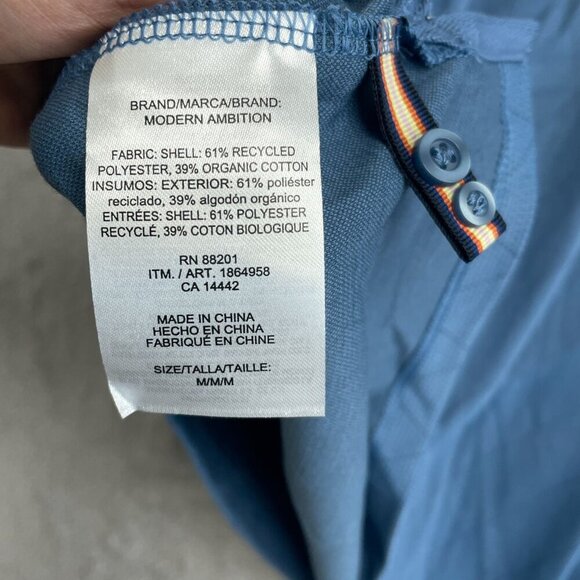 BRAND/MARCA/BRAND:
MODERN AMBITION
FABRIC: SHELL: 61% RECYCLED
POLYESTER, 39% ORGANIC COTTON
INSUMOS: EXTERIOR: 61% poliéster
reciclado, 39% algodón orgánico
ENTRÉES: SHELL: 61% POLYESTER
RECYCLÉ, 39% COTON BIOLOGIQUE
RN 88201
ITM. / ART. 1864958
CA 14442
MADE IN CHINA
HECHO EN CHINA
FABRIQUÉ EN CHINE
SIZE/TALLA/TAILLE:
M/M/M